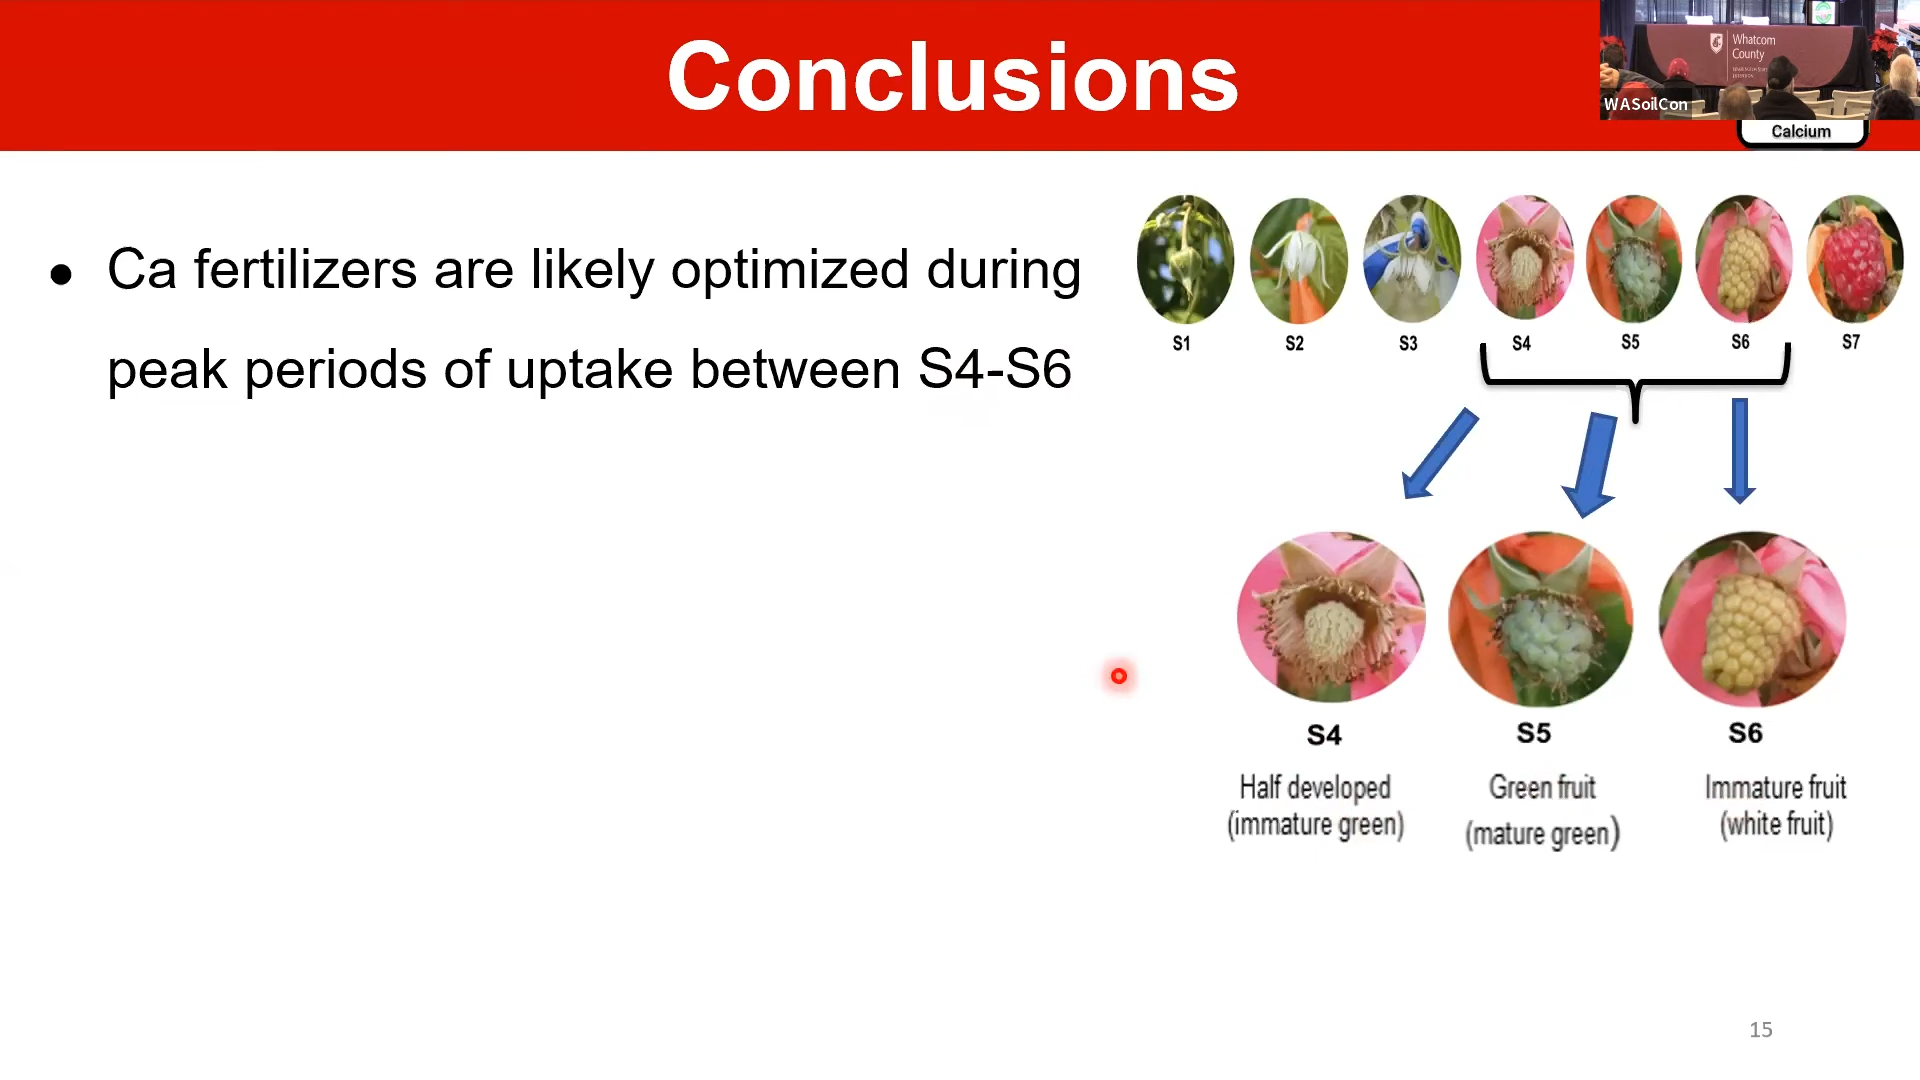 Conclusions
Whatcom
County
WASoilCon
Calcium
● Ca fertilizers are likely optimized during
peak periods of uptake between S4-S6
S1 S2 S3 S4 S5 S6 S7
S4 S5 S6
Half developed Green fruit Immature fruit
(immature green) (mature green) (white fruit)
15